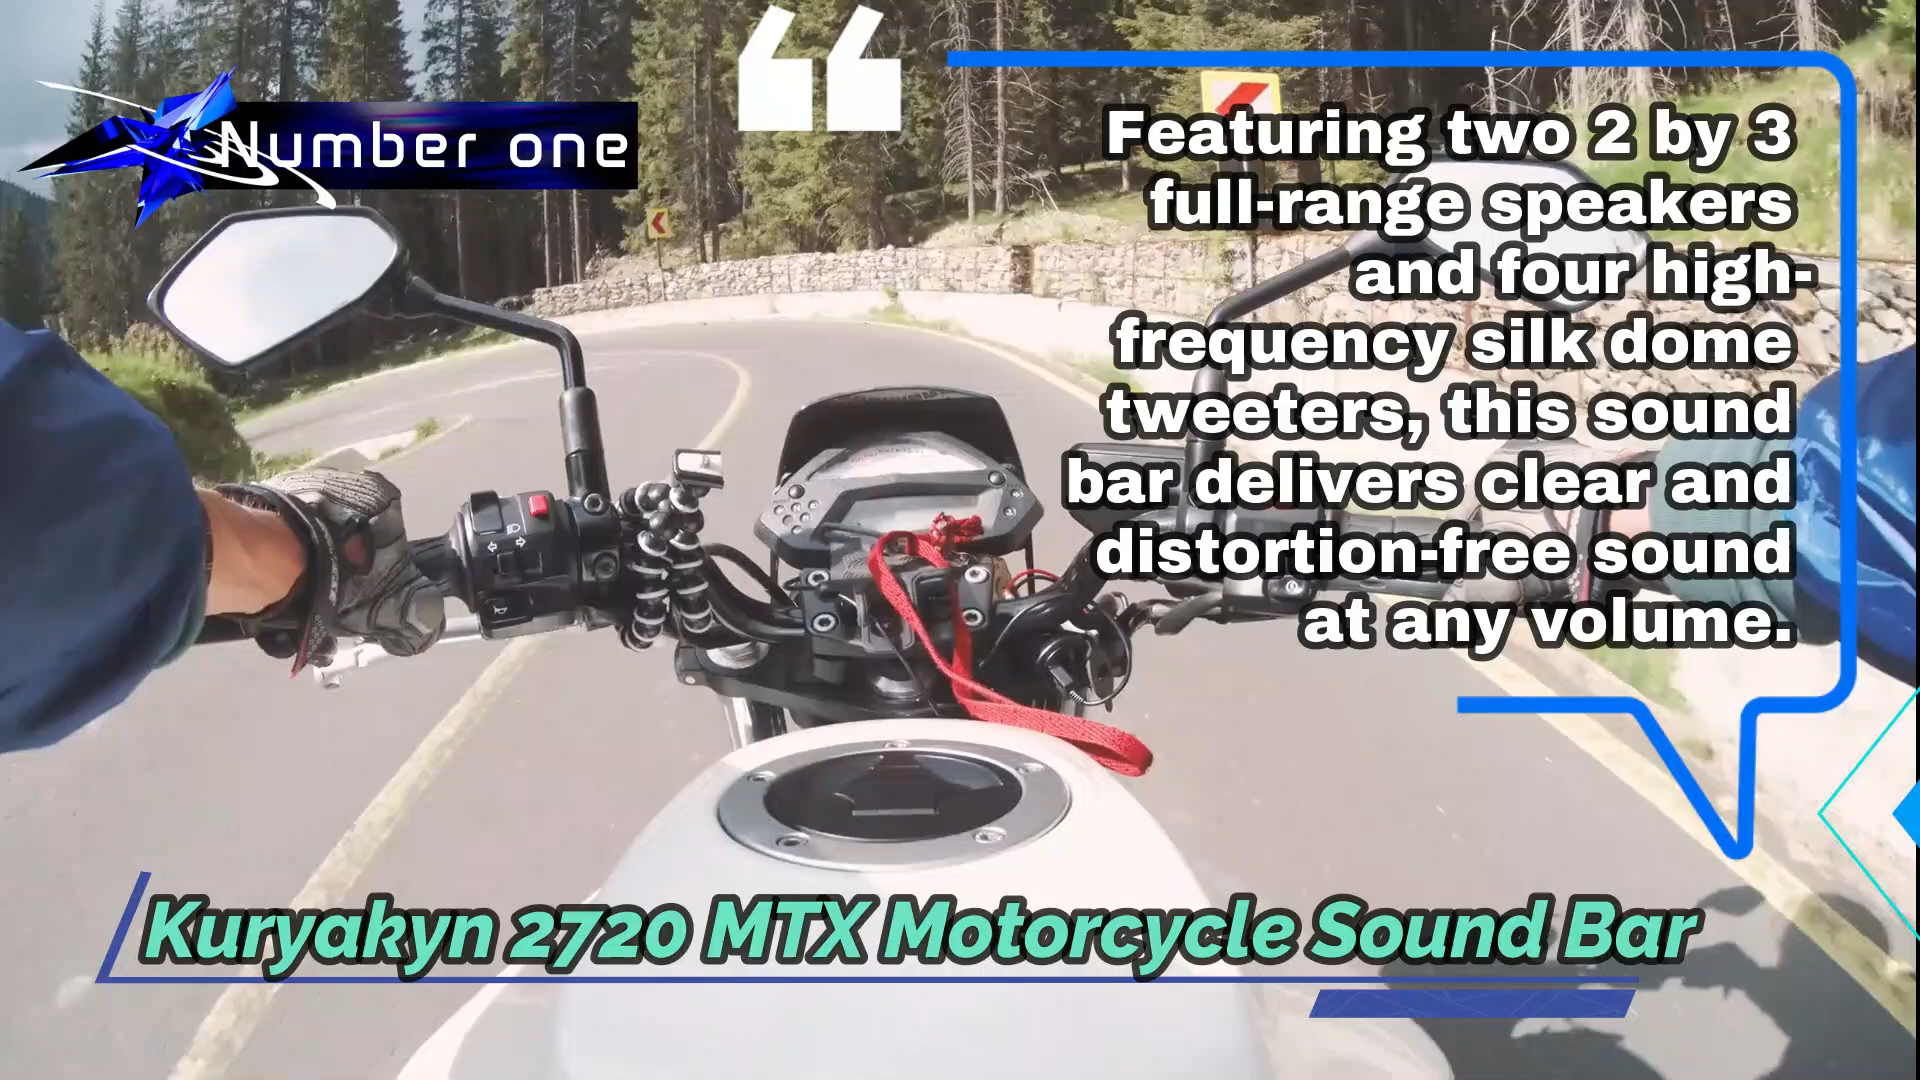 Number one
Featuring two 2 by 3
full-range speakers
and four high-
frequency silk dome
tweeters, this sound
bar delivers clear and
distortion-free sound
at any volume.
Kuryakyn 2720 MTX Motorcycle Sound Bar